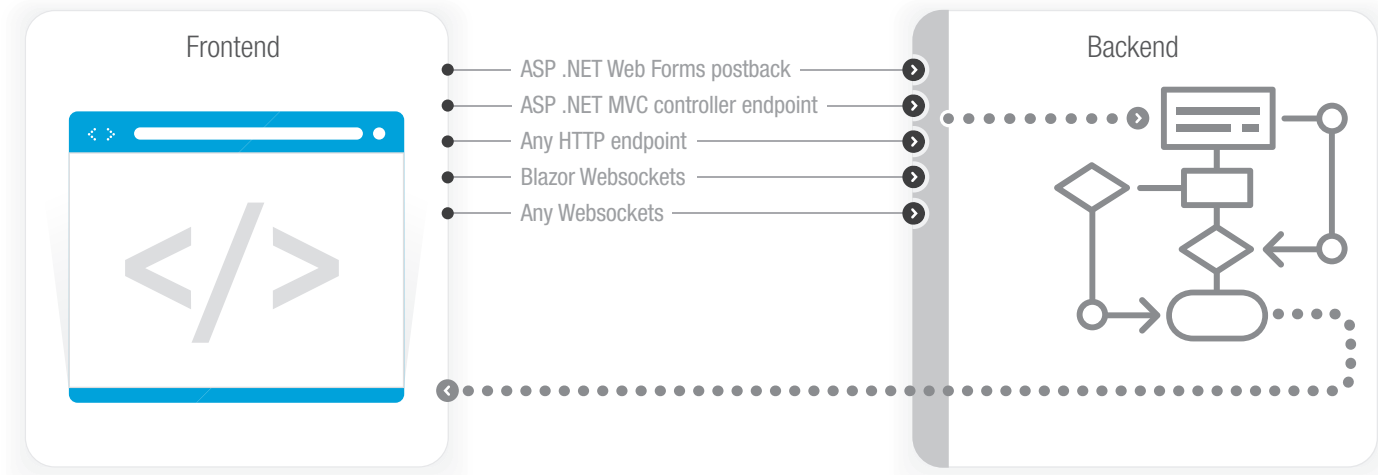 Frontend
Backend
ASP .NET Web Forms postback
ASP .NET MVC controller endpoint
Any HTTP endpoint
Blazor Websockets
Any Websockets